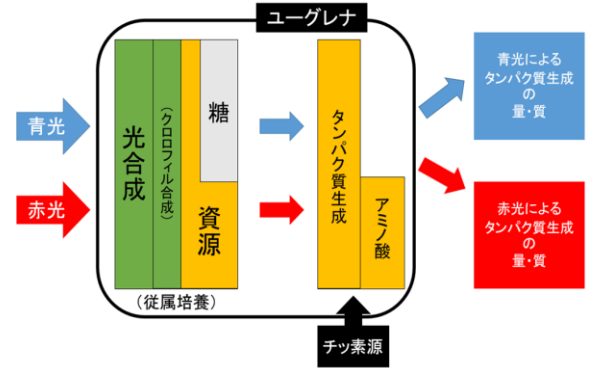 ユーグレナ
青光
赤光
光合成
(クロロフィル合成)
糖
資源
(従属培養)
タンパク質生成
アミノ酸
チッ素源
青光による
タンパク質生成
の
量・質
赤光による
タンパク質生成
の
量・質